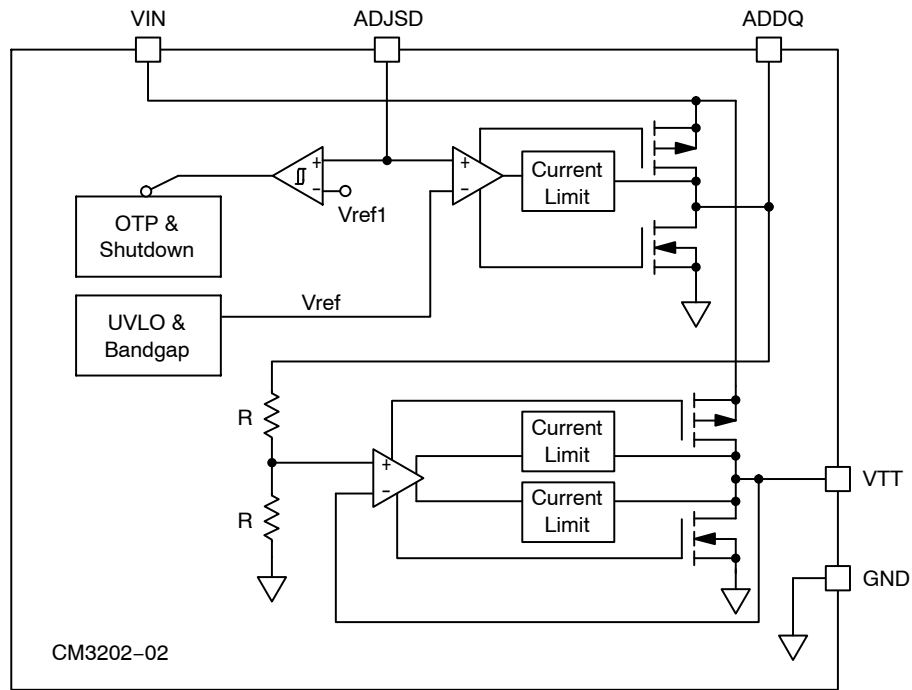 VIN
ADJSD
ADDQ
+
−
Vref1
+
−
Current
Limit
OTP &
Shutdown
UVLO &
Bandgap
Vref
R
R
+
−
Current
Limit
Current
Limit
VTT
GND
CM3202−02